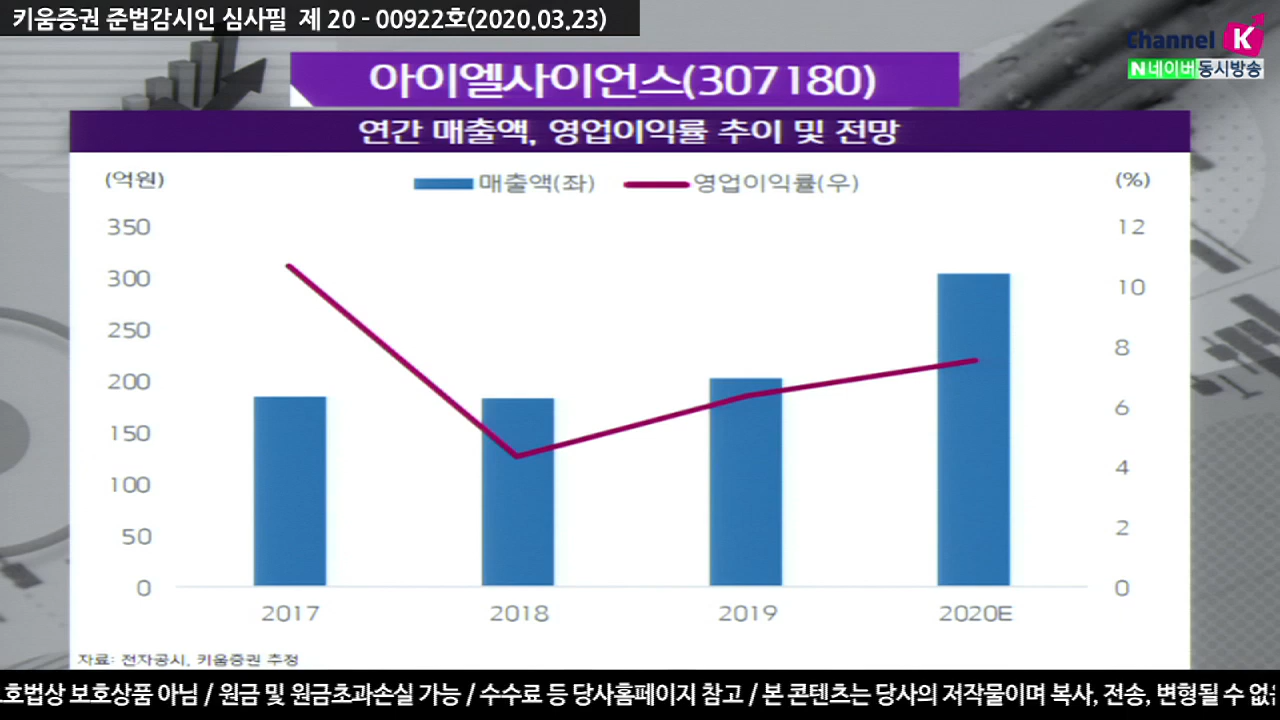 키움증권 준법감시인 심사필 제 20 - 00922호(2020.03.23)
Channel K
N 네이버 동시방송
아이엘사이언스(307180)
연간 매출액, 영업이익률 추이 및 전망
(억원)
매출액(좌) 영업이익률(우)
(%)
350 12
300 10
250 8
200 6
150 4
100 2
50 0
0
2017 2018 2019 2020E
자료: 전자공시, 키움증권 추정
호법상 보호상품 아님 / 원금 및 원금초과손실 가능 / 수수료 등 당사홈페이지 참고 / 본 콘텐츠는 당사의 저작물이며 복사, 전송, 변형될 수 없